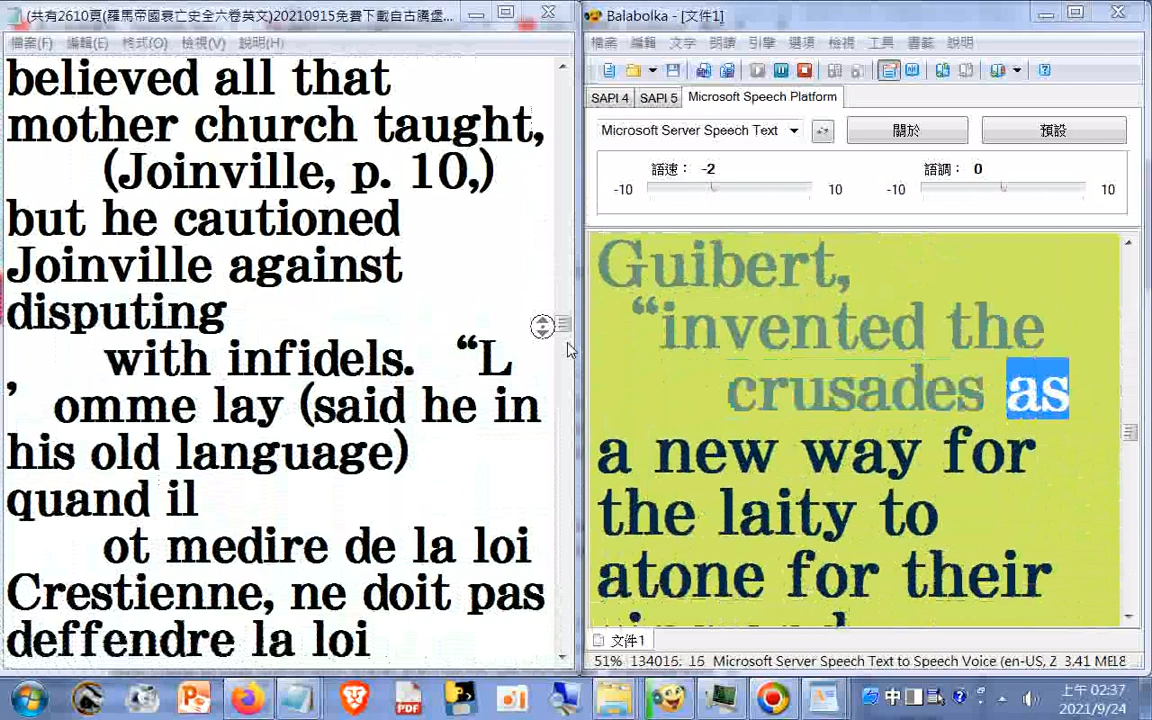 (共有2610頁(羅馬帝國衰亡史全六卷英文)20210915免費下載自古騰堡...
檔案(F) 編輯(E) 格式(O) 檢視(V) 說明(H)
believed all that
mother church taught,
(Joinville, p. 10,)
but he cautioned
Joinville against
disputing
with infidels. “L
’ omme lay (said he in
his old language)
quand il
ot medire de la loi
Crestienne, ne doit pas
deffendre la loi
Balabolka - [文件1]
檔案 編輯 文字 朗讀 引擎 選項 檢視 工具 書籤 說明
SAPI 4 SAPI 5 Microsoft Speech Platform
Microsoft Server Speech Text 關於 預設
語速： -2 語調： 0
-10 10 -10 10
Guibert,
“invented the
crusades as
a new way for
the laity to
atone for their
文件1
51% 134015: 15 Microsoft Server Speech Text to Speech Voice (en-US, Z 3.41 МБ
中
上午 02:37
2021/9/24